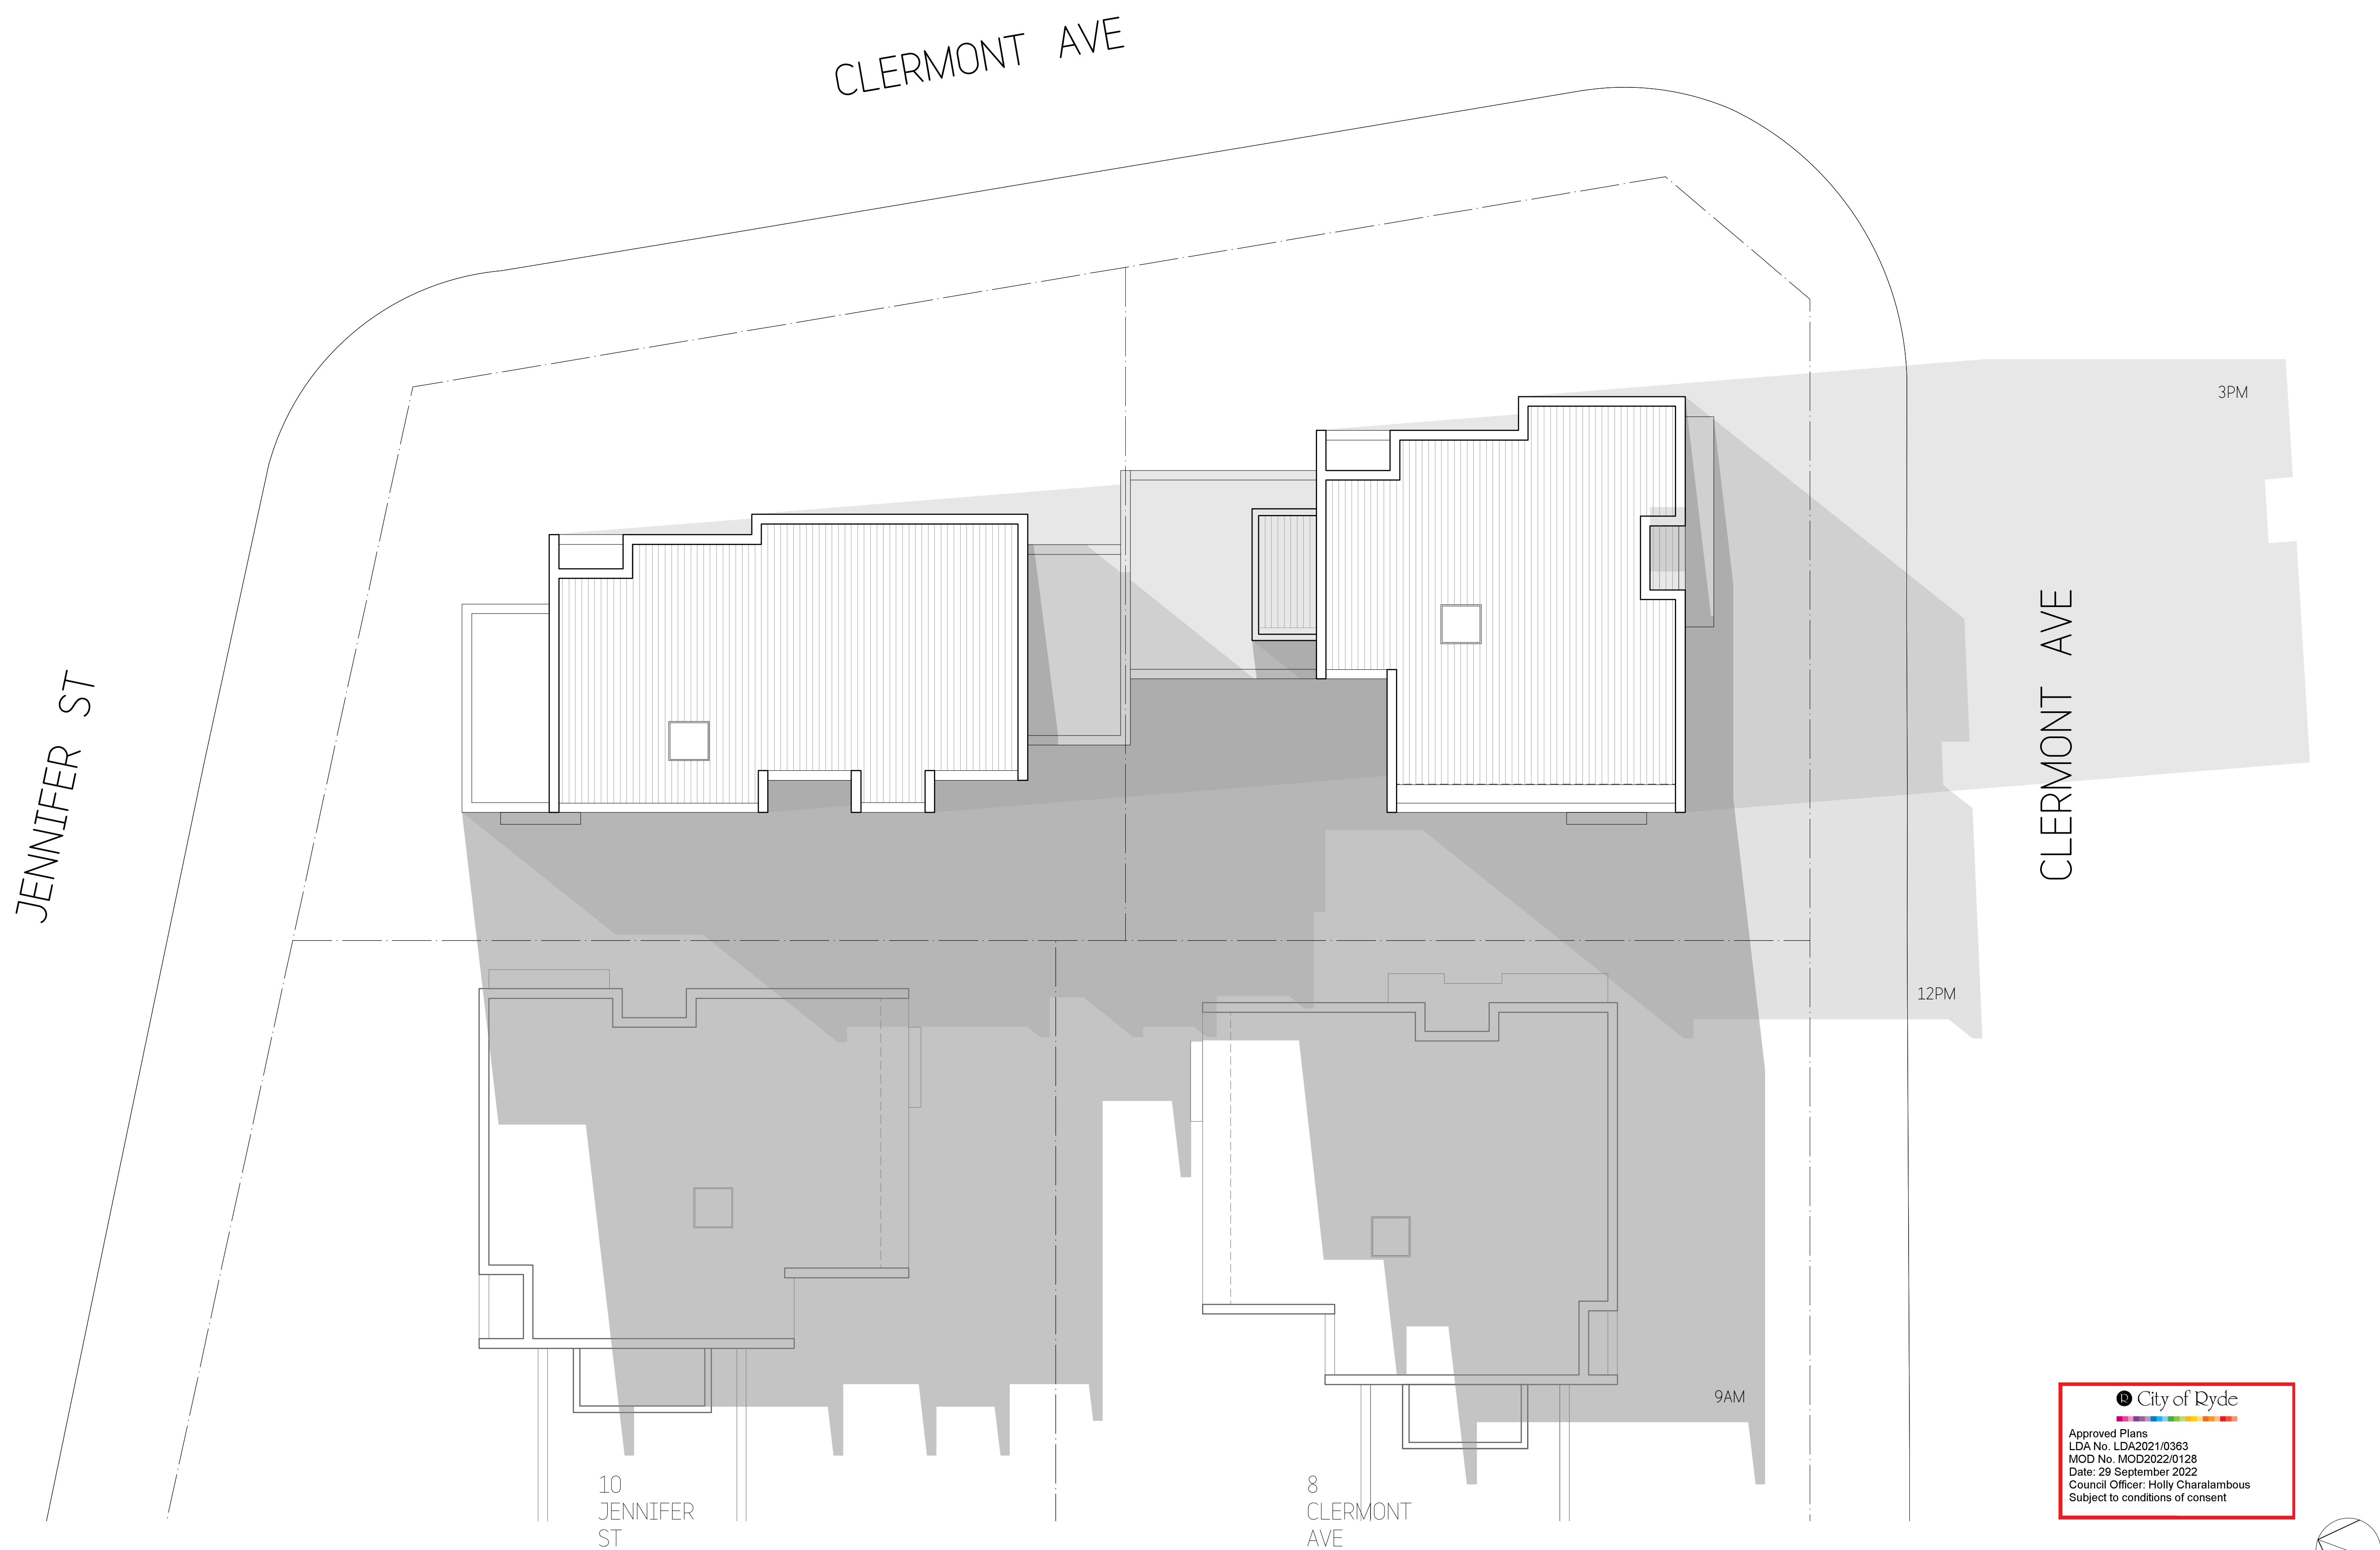 CLERMONT AVE
3PM
JENNIFER ST
CLERMONT AVE
12PM
9AM
10
JENNIFER
ST
8
CLERMONT
AVE
R City of Ryde
Approved Plans
LDA No. LDA2021/0363
MOD No. MOD2022/0128
Date: 29 September 2022
Council Officer: Holly Charalambous
Subject to conditions of consent